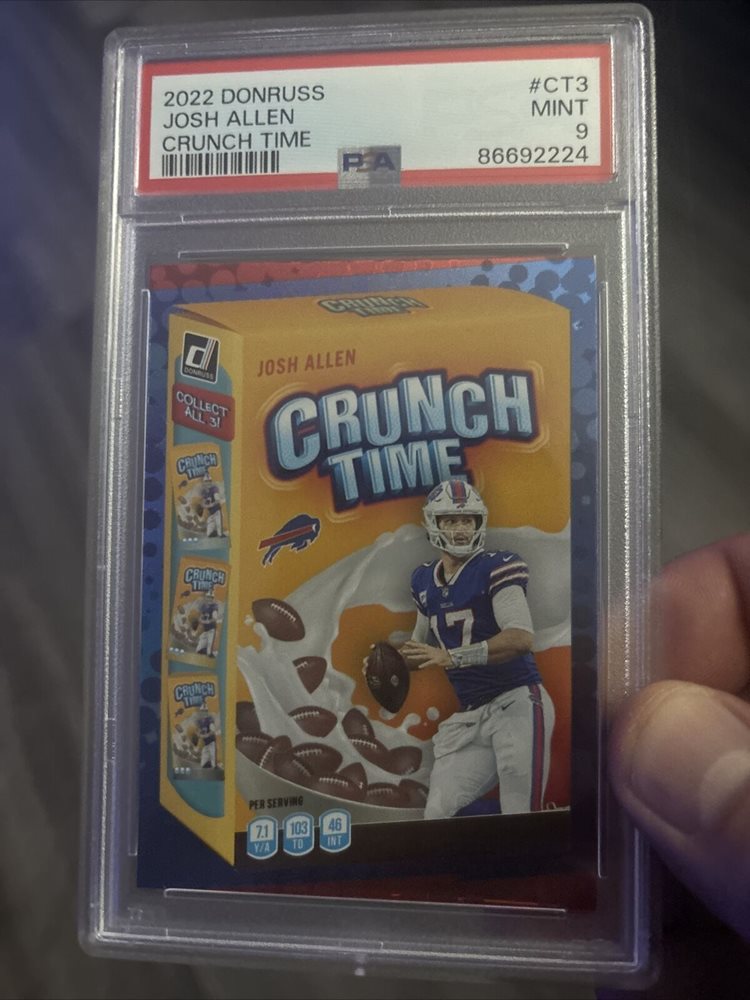 2022 DONRUSS
JOSH ALLEN
CRUNCH TIME
#CT3
MINT
9
86692224
PSA
CRUNCH
TIME
DONRUSS
COLLECT
ALL 3!
CRUNCH
TIME
CRUNCH
TIME
CRUNCH
TIME
JOSH ALLEN
CRUNCH
TIME
17
PER SERVING
7.1
Y/A
103
TD
46
INT